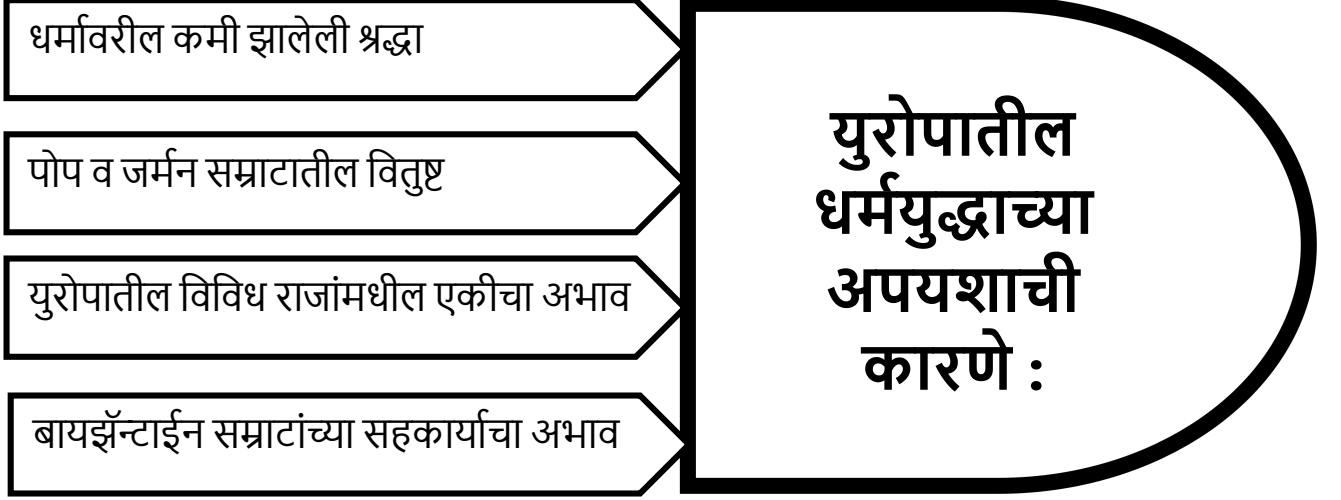 धर्मावरील कमी झालेली श्रद्धा
पोप व जर्मन सम्राटातील वितुष्ट
युरोपातील विविध राजांमधील एकीचा अभाव
बायझॅन्टाईन सम्राटांच्या सहकार्याचा अभाव
युरोपातील
धर्मयुद्धाच्या
अपयशाची
कारणे :